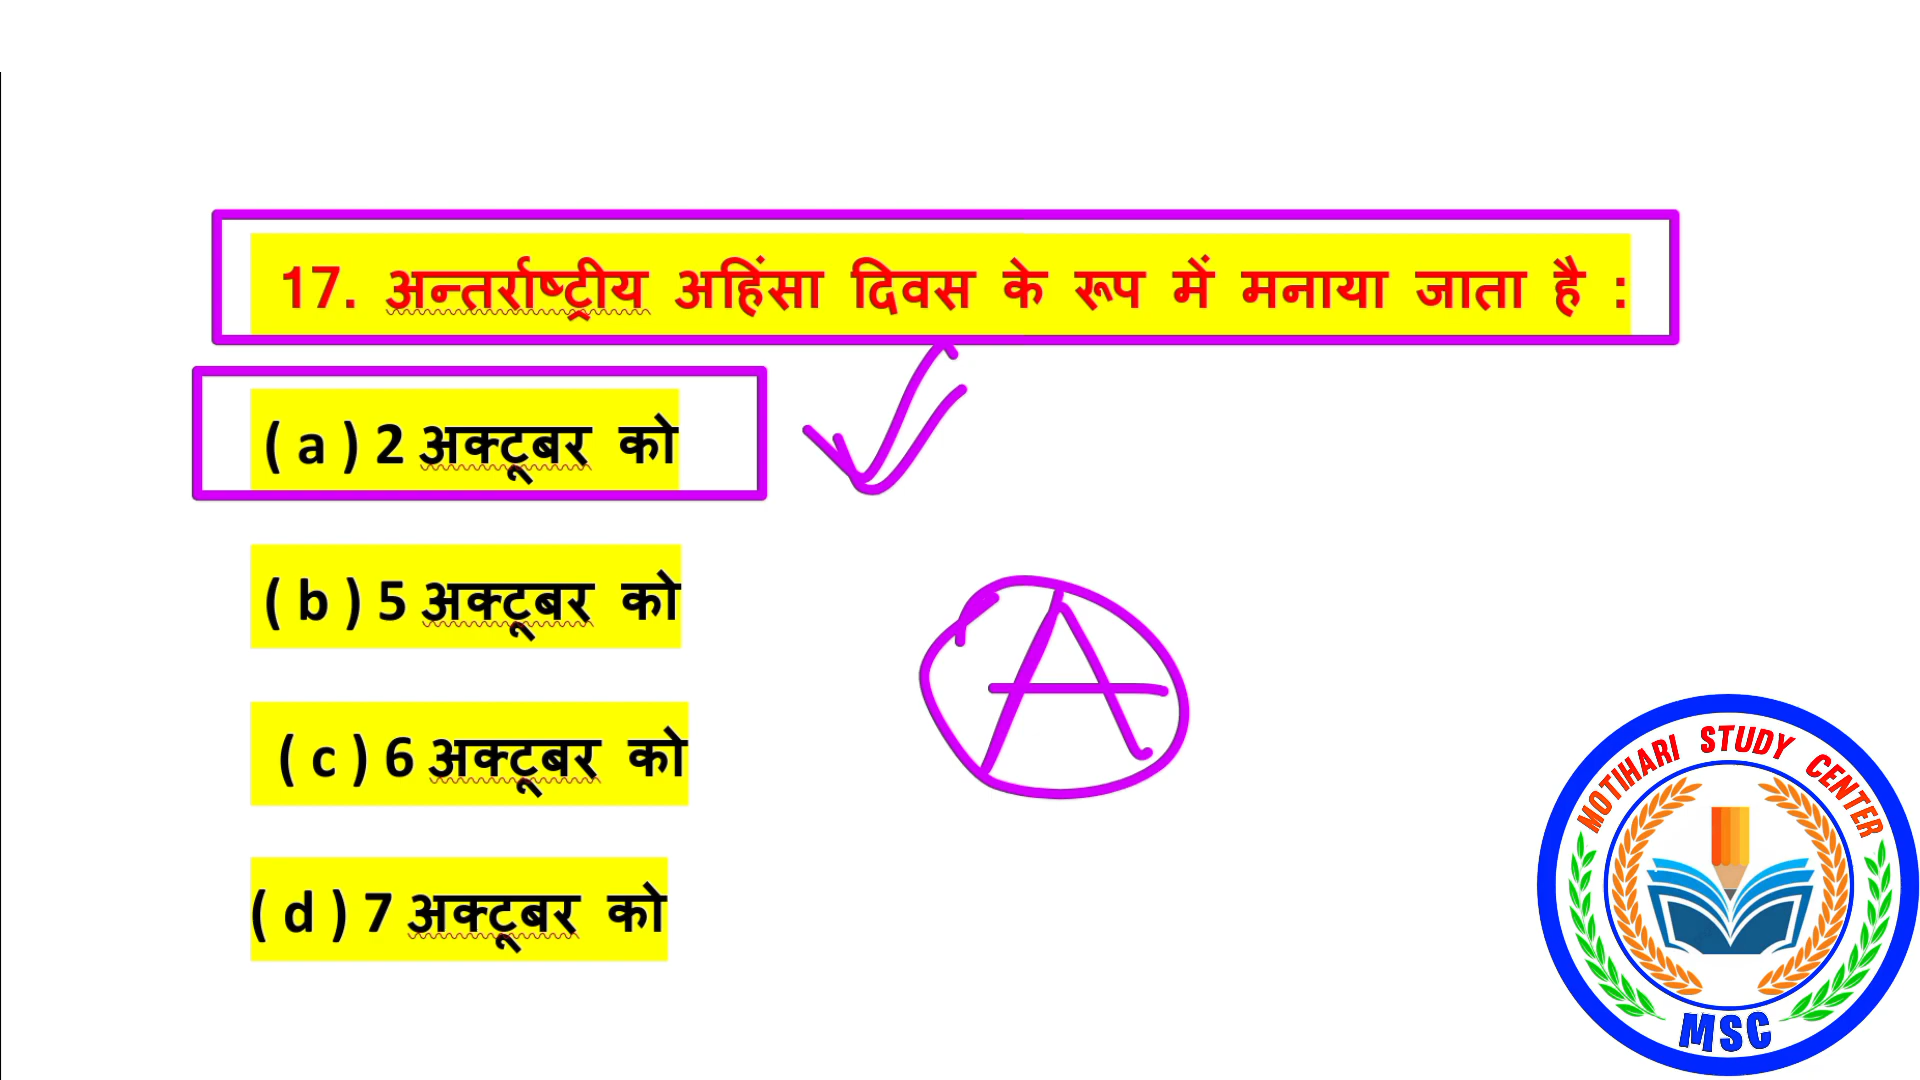 17. अन्तर्राष्ट्रीय अहिंसा दिवस के रूप में मनाया जाता है :
( a ) 2 अक्टूबर को
( b ) 5 अक्टूबर को
A
( c ) 6 अक्टूबर को
( d ) 7 अक्टूबर को
MOTIHARI STUDY CENTER
MSC